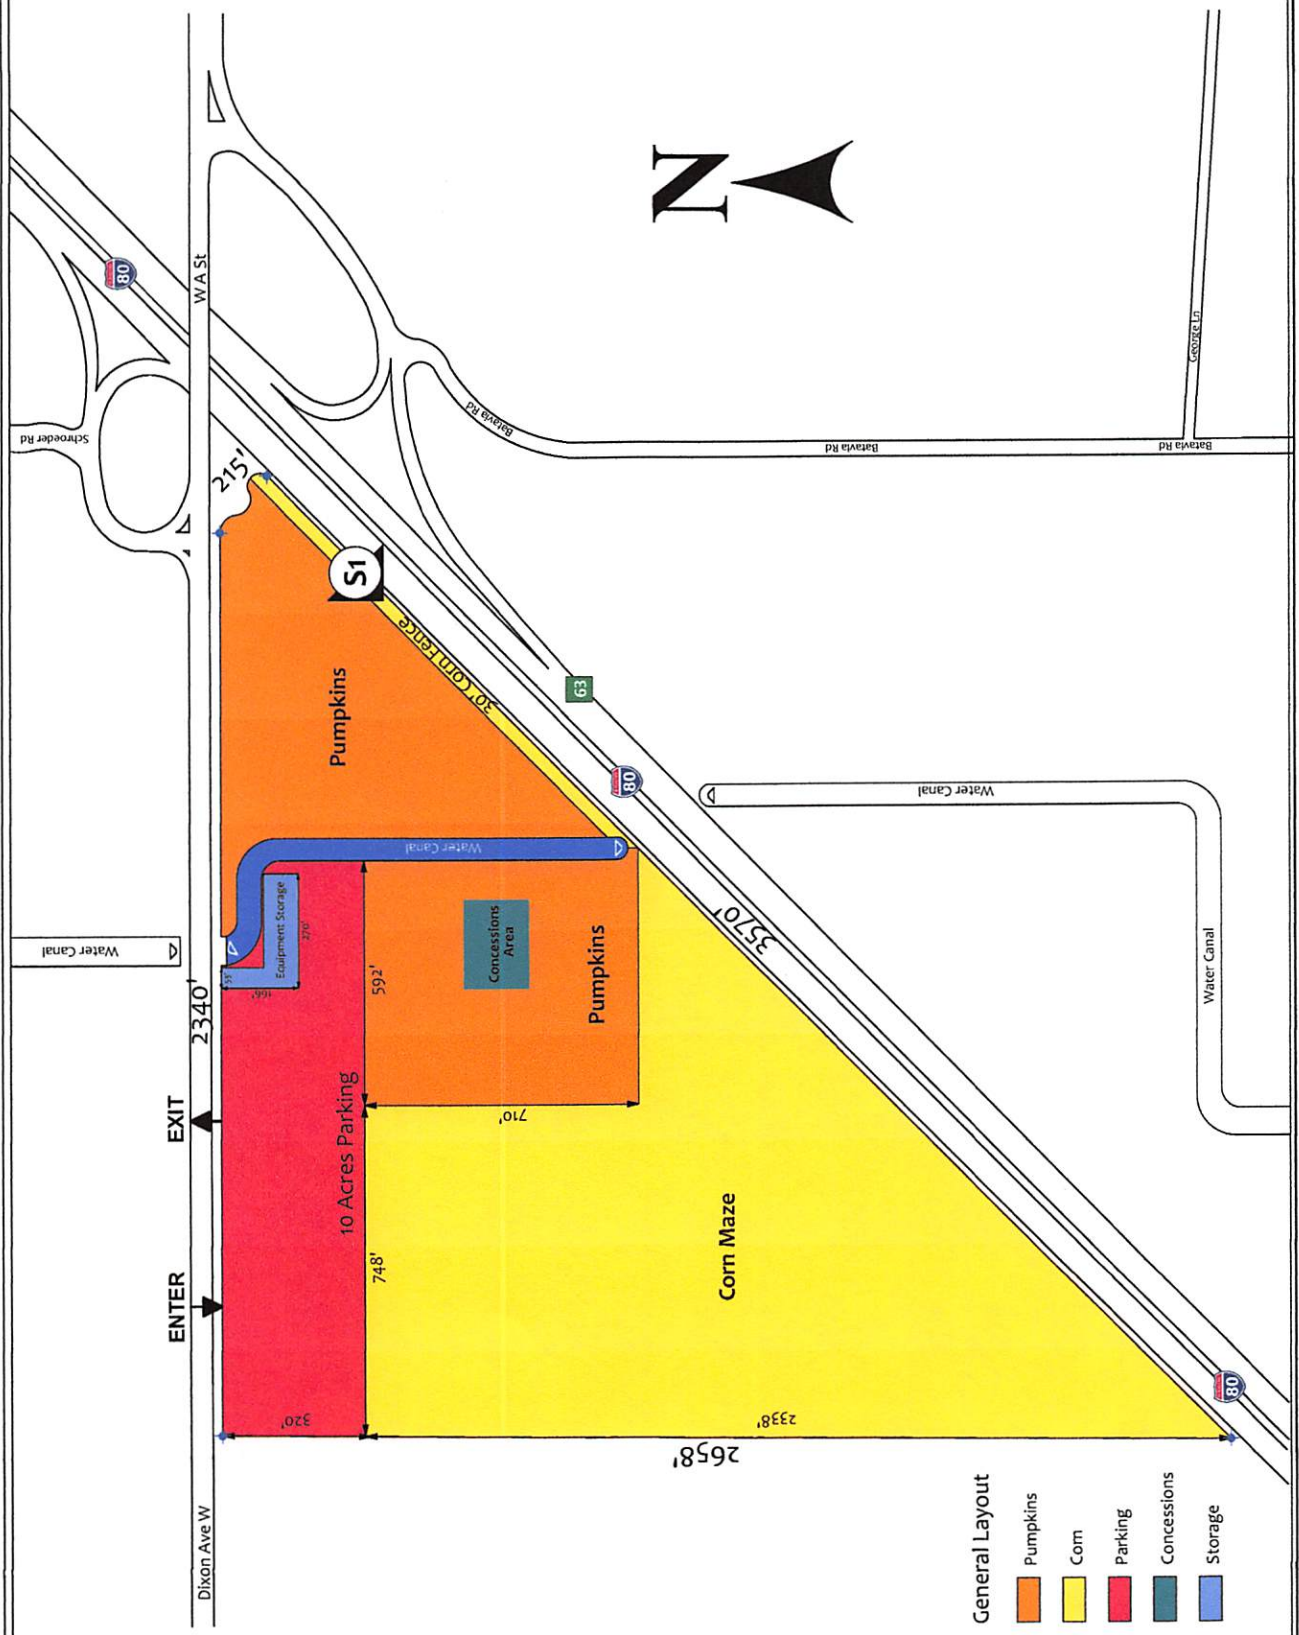 Schroeder Rd
80
W A St
N
215'
Batavia Rd
Batavia Rd
Batavia Rd
George Ln
S1
30' Corn Fence
Pumpkins
63
80
Water Canal
Water Canal
Water Canal
Water Canal
Equipment Storage
270'
166'
Concessions
Area
Pumpkins
592'
710'
2340'
3570'
EXIT
ENTER
10 Acres Parking
748'
Corn Maze
320'
2338'
2658'
80
Dixon Ave W
General Layout
Pumpkins
Corn
Parking
Concessions
Storage